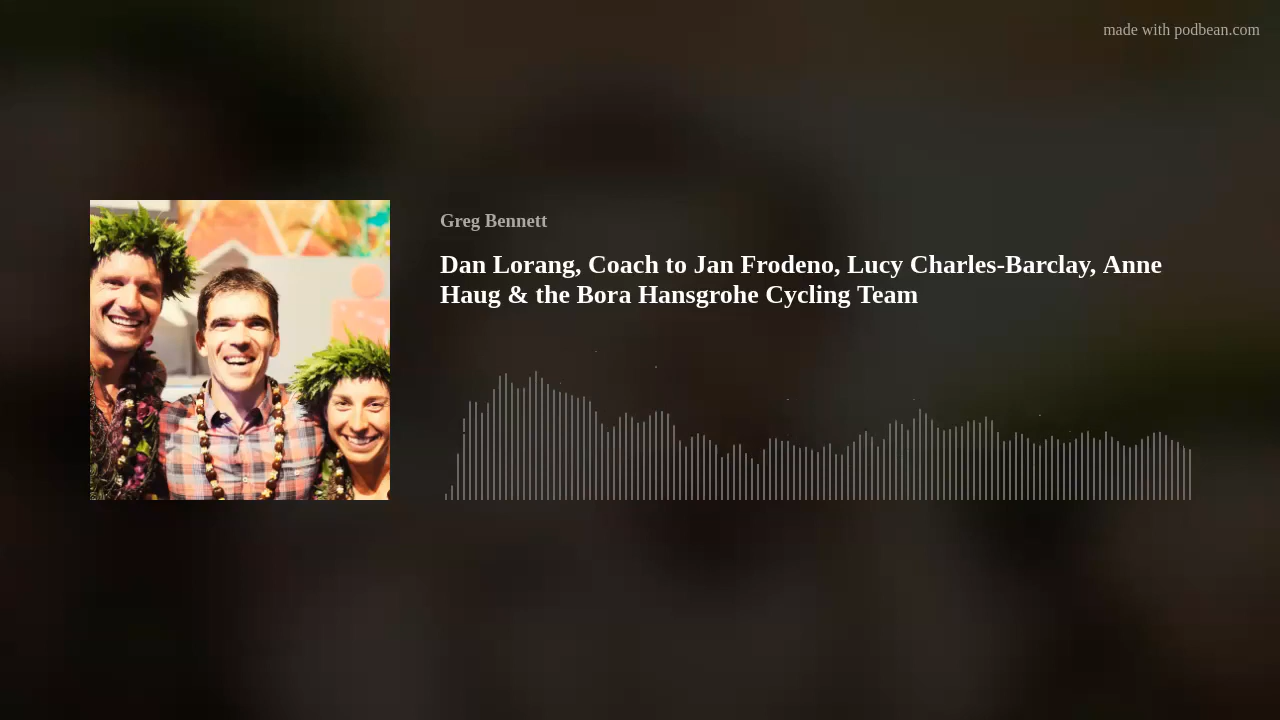 made with podbean.com
Greg Bennett
Dan Lorang, Coach to Jan Frodeno, Lucy Charles-Barclay, Anne
Haug & the Bora Hansgrohe Cycling Team